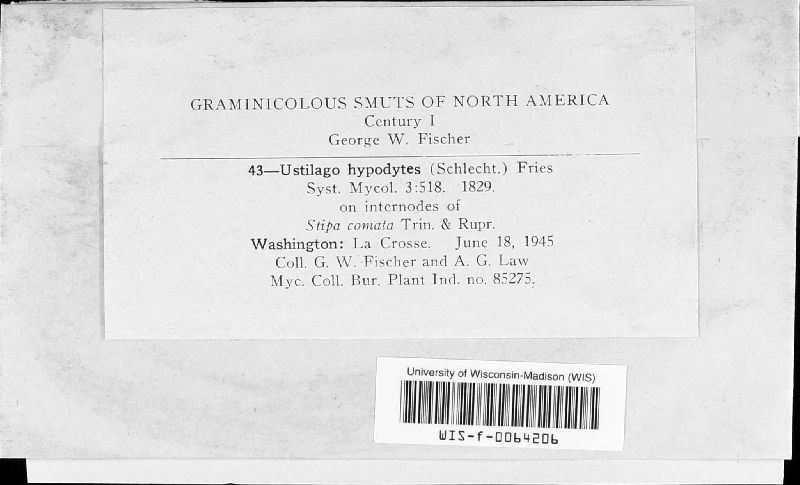 GRAMINICOLOUS SMUTS OF NORTH AMERICA
Century I
George W. Fischer
43—Ustilago hypodytes (Schlecht.) Fries
Syst. Mycol. 3:518. 1829.
on internodes of
Stipa comata Trin. & Rupr.
Washington: La Crosse. June 18, 1945
Coll. G. W. Fischer and A. G. Law
Myc. Coll. Bur. Plant Ind. no. 85275.
University of Wisconsin-Madison (WIS)
WIS-f-0064206